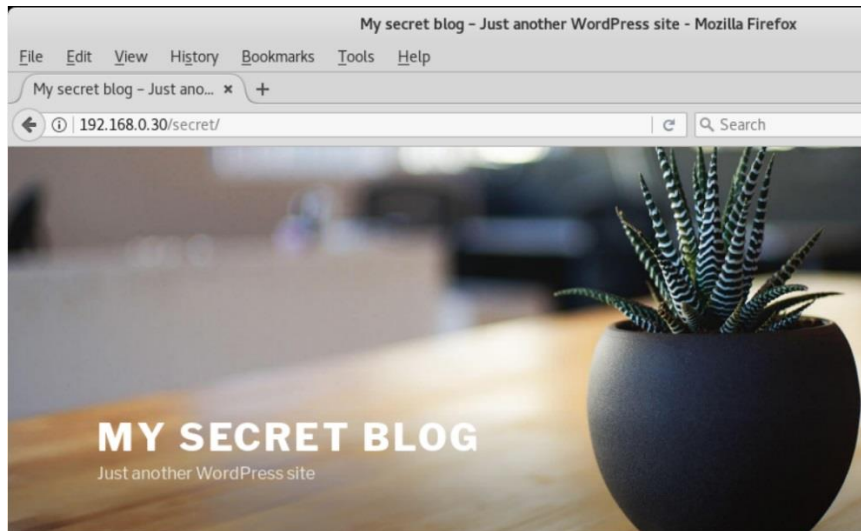 My secret blog – Just another WordPress site - Mozilla Firefox
File Edit View History Bookmarks Tools Help
My secret blog – Just ano... × +
192.168.0.30/secret/ Search
MY SECRET BLOG
Just another WordPress site